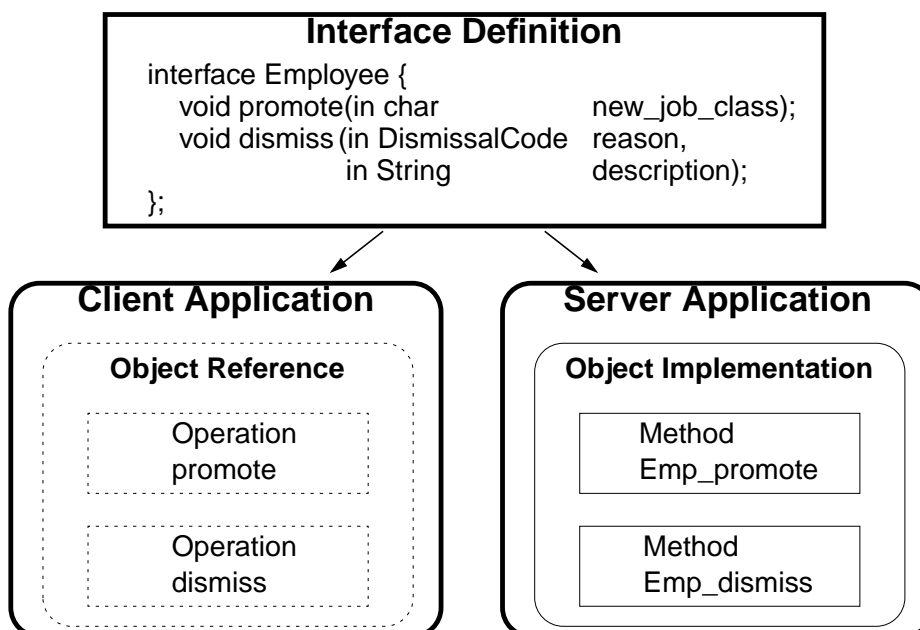 Interface Definition
interface Employee {
void promote(in char new_job_class);
void dismiss (in DismissalCode reason,
in String description);
};
Client Application
Object Reference
Operation
promote
Operation
dismiss
Server Application
Object Implementation
Method
Emp_promote
Method
Emp_dismiss